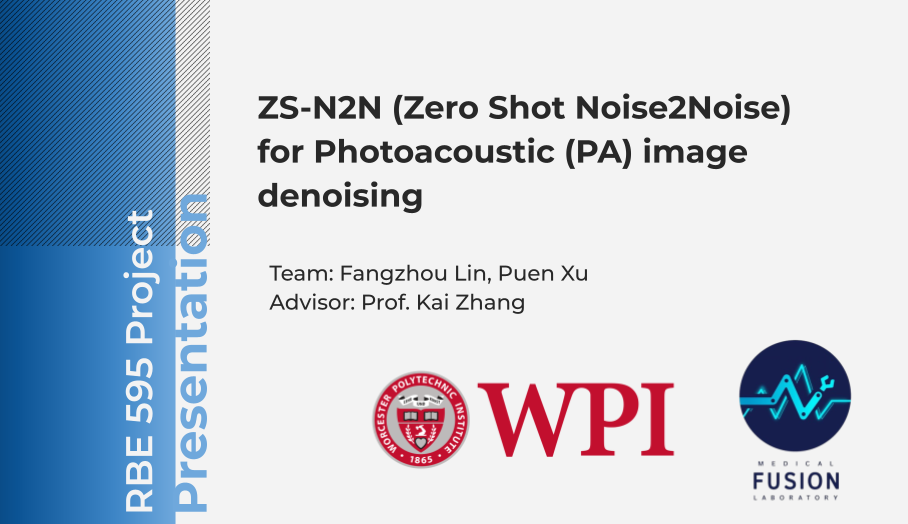 ZS-N2N (Zero Shot Noise2Noise)
for Photoacoustic (PA) image
denoising
Team: Fangzhou Lin, Puen Xu
Advisor: Prof. Kai Zhang
RBE 595 Project
Presentation
WORCESTER POLYTECHNIC INSTITUTE
1865
WPI
MEDICAL
FUSION
LABORATORY